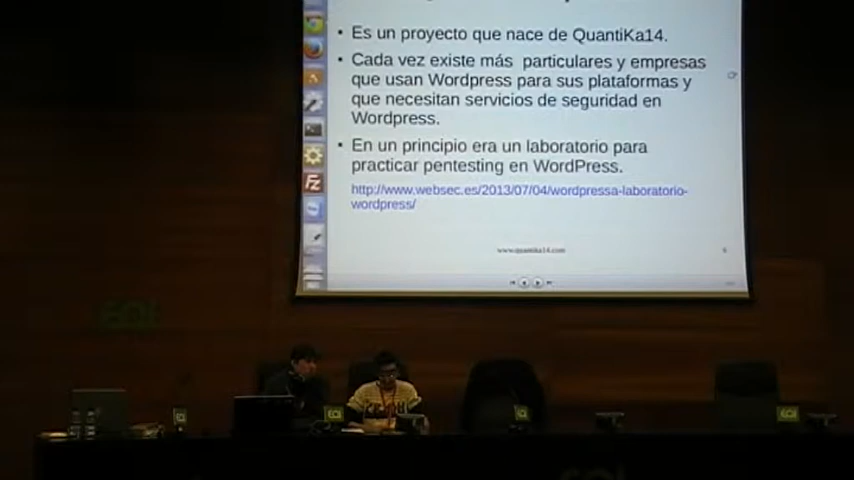 • Es un proyecto que nace de QuantiKa14.
• Cada vez existe más particulares y empresas
que usan Wordpress para sus plataformas y
que necesitan servicios de seguridad en
Wordpress.
• En un principio era un laboratorio para
practicar pentesting en WordPress.
http://www.websec.es/2013/07/04/wordpressa-laboratorio-
wordpress/
www.quantika14.com
EOI